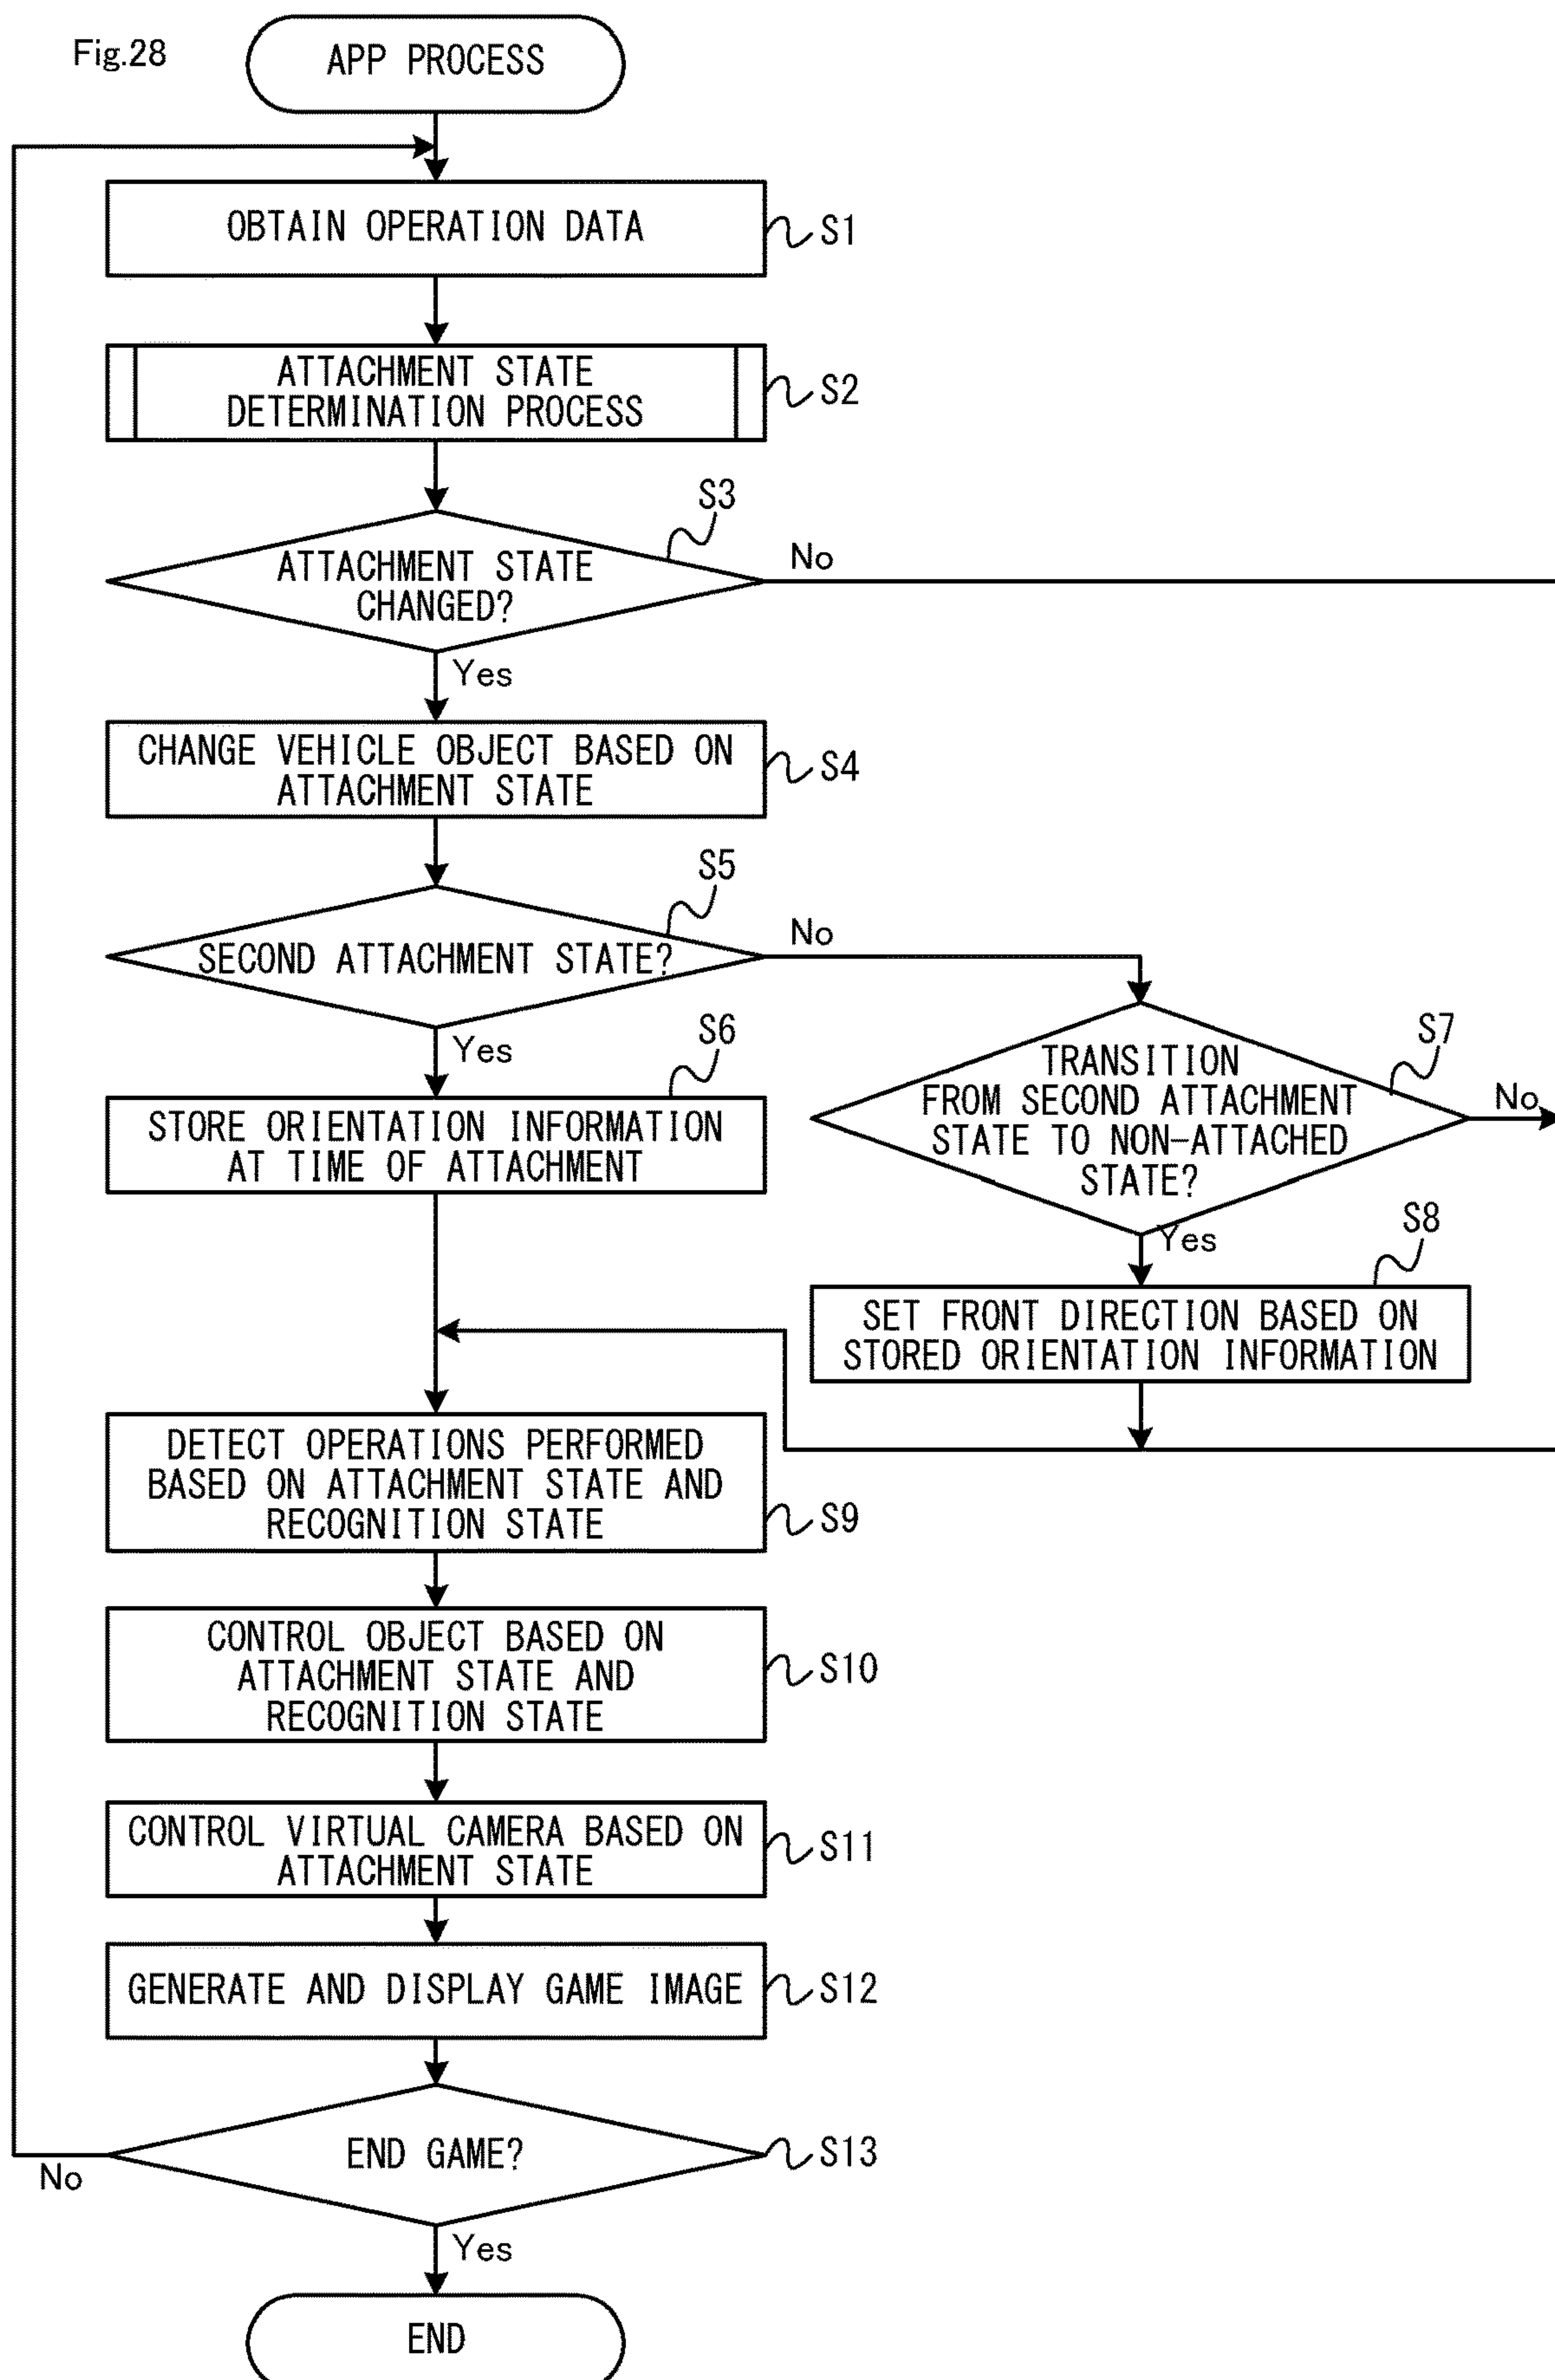 Fig.28
APP PROCESS
OBTAIN OPERATION DATA
S1
ATTACHMENT STATE
DETERMINATION PROCESS
S2
S3
ATTACHMENT STATE
CHANGED?
No
Yes
CHANGE VEHICLE OBJECT BASED ON
ATTACHMENT STATE
S4
S5
SECOND ATTACHMENT STATE?
No
Yes
S6
STORE ORIENTATION INFORMATION
AT TIME OF ATTACHMENT
S7
TRANSITION
FROM SECOND ATTACHMENT
STATE TO NON-ATTACHED
STATE?
No
Yes
S8
SET FRONT DIRECTION BASED ON
STORED ORIENTATION INFORMATION
DETECT OPERATIONS PERFORMED
BASED ON ATTACHMENT STATE AND
RECOGNITION STATE
S9
CONTROL OBJECT BASED ON
ATTACHMENT STATE AND
RECOGNITION STATE
S10
CONTROL VIRTUAL CAMERA BASED ON
ATTACHMENT STATE
S11
GENERATE AND DISPLAY GAME IMAGE
S12
END GAME?
S13
No
Yes
END